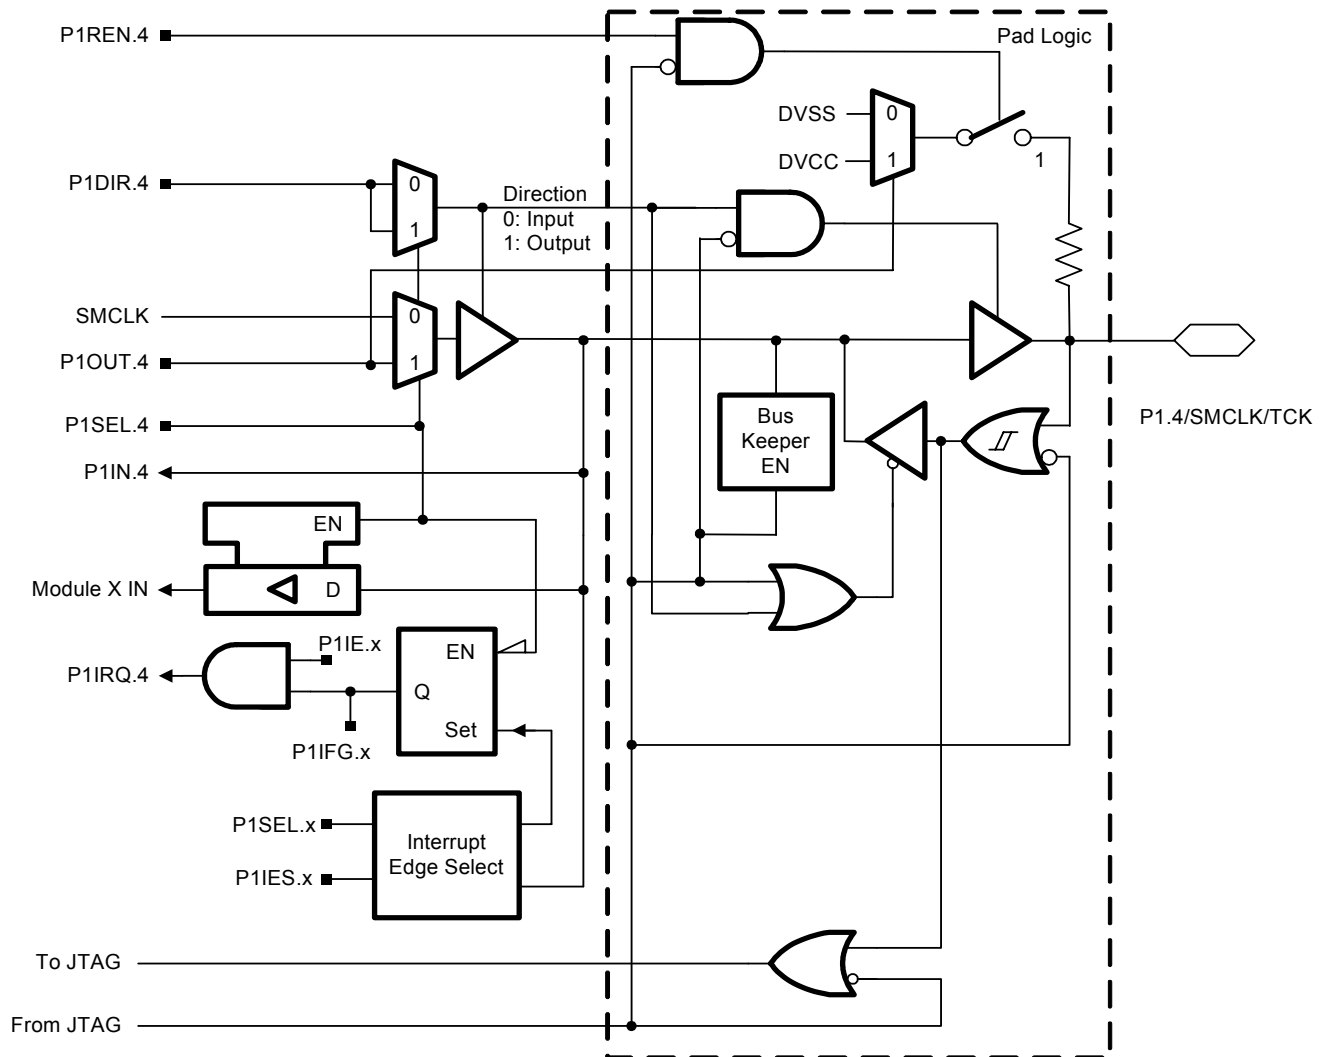 P1REN.4
Pad Logic
DVSS
0
DVCC
1
1
P1DIR.4
0
1
Direction
0: Input
1: Output
SMCLK
0
P1OUT.4
1
P1SEL.4
P1IN.4
Bus
Keeper
EN
P1.4/SMCLK/TCK
EN
Module X IN
D
P1IE.x
P1IRQ.4
EN
Q
Set
P1IFG.x
P1SEL.x
P1IES.x
Interrupt
Edge Select
To JTAG
From JTAG